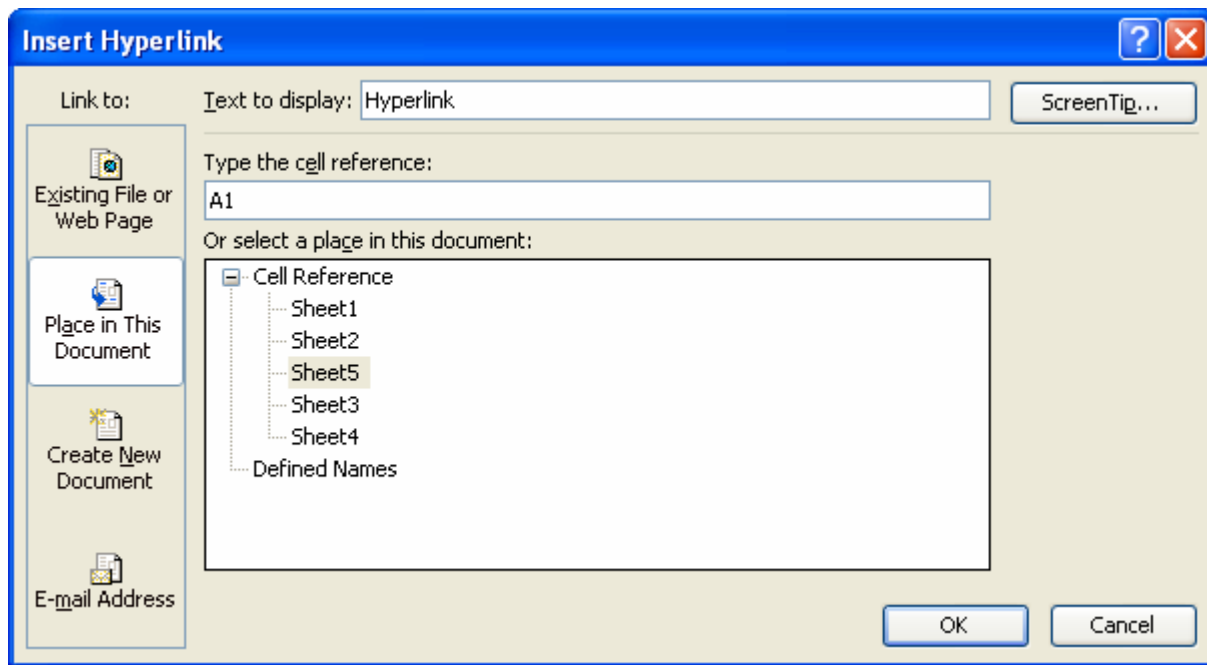 Insert Hyperlink
Link to:
Text to display: Hyperlink
ScreenTip...
Existing File or
Web Page
Place in This
Document
Create New
Document
E-mail Address
Type the cell reference:
A1
Or select a place in this document:
Cell Reference
Sheet1
Sheet2
Sheet5
Sheet3
Sheet4
Defined Names
OK
Cancel